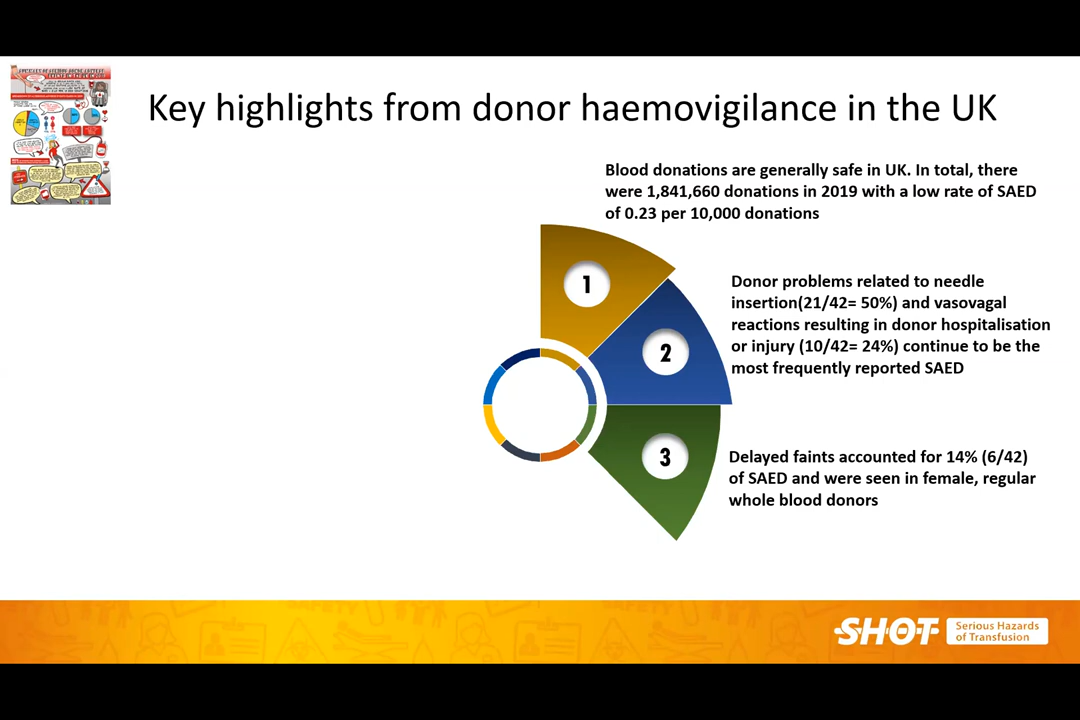 Key highlights from donor haemovigilance in the UK
Blood donations are generally safe in UK. In total, there
were 1,841,660 donations in 2019 with a low rate of SAED
of 0.23 per 10,000 donations
1
Donor problems related to needle
insertion(21/42= 50%) and vasovagal
reactions resulting in donor hospitalisation
or injury (10/42= 24%) continue to be the
most frequently reported SAED
2
3
Delayed faints accounted for 14% (6/42)
of SAED and were seen in female, regular
whole blood donors
SHOT
Serious Hazards
of Transfusion